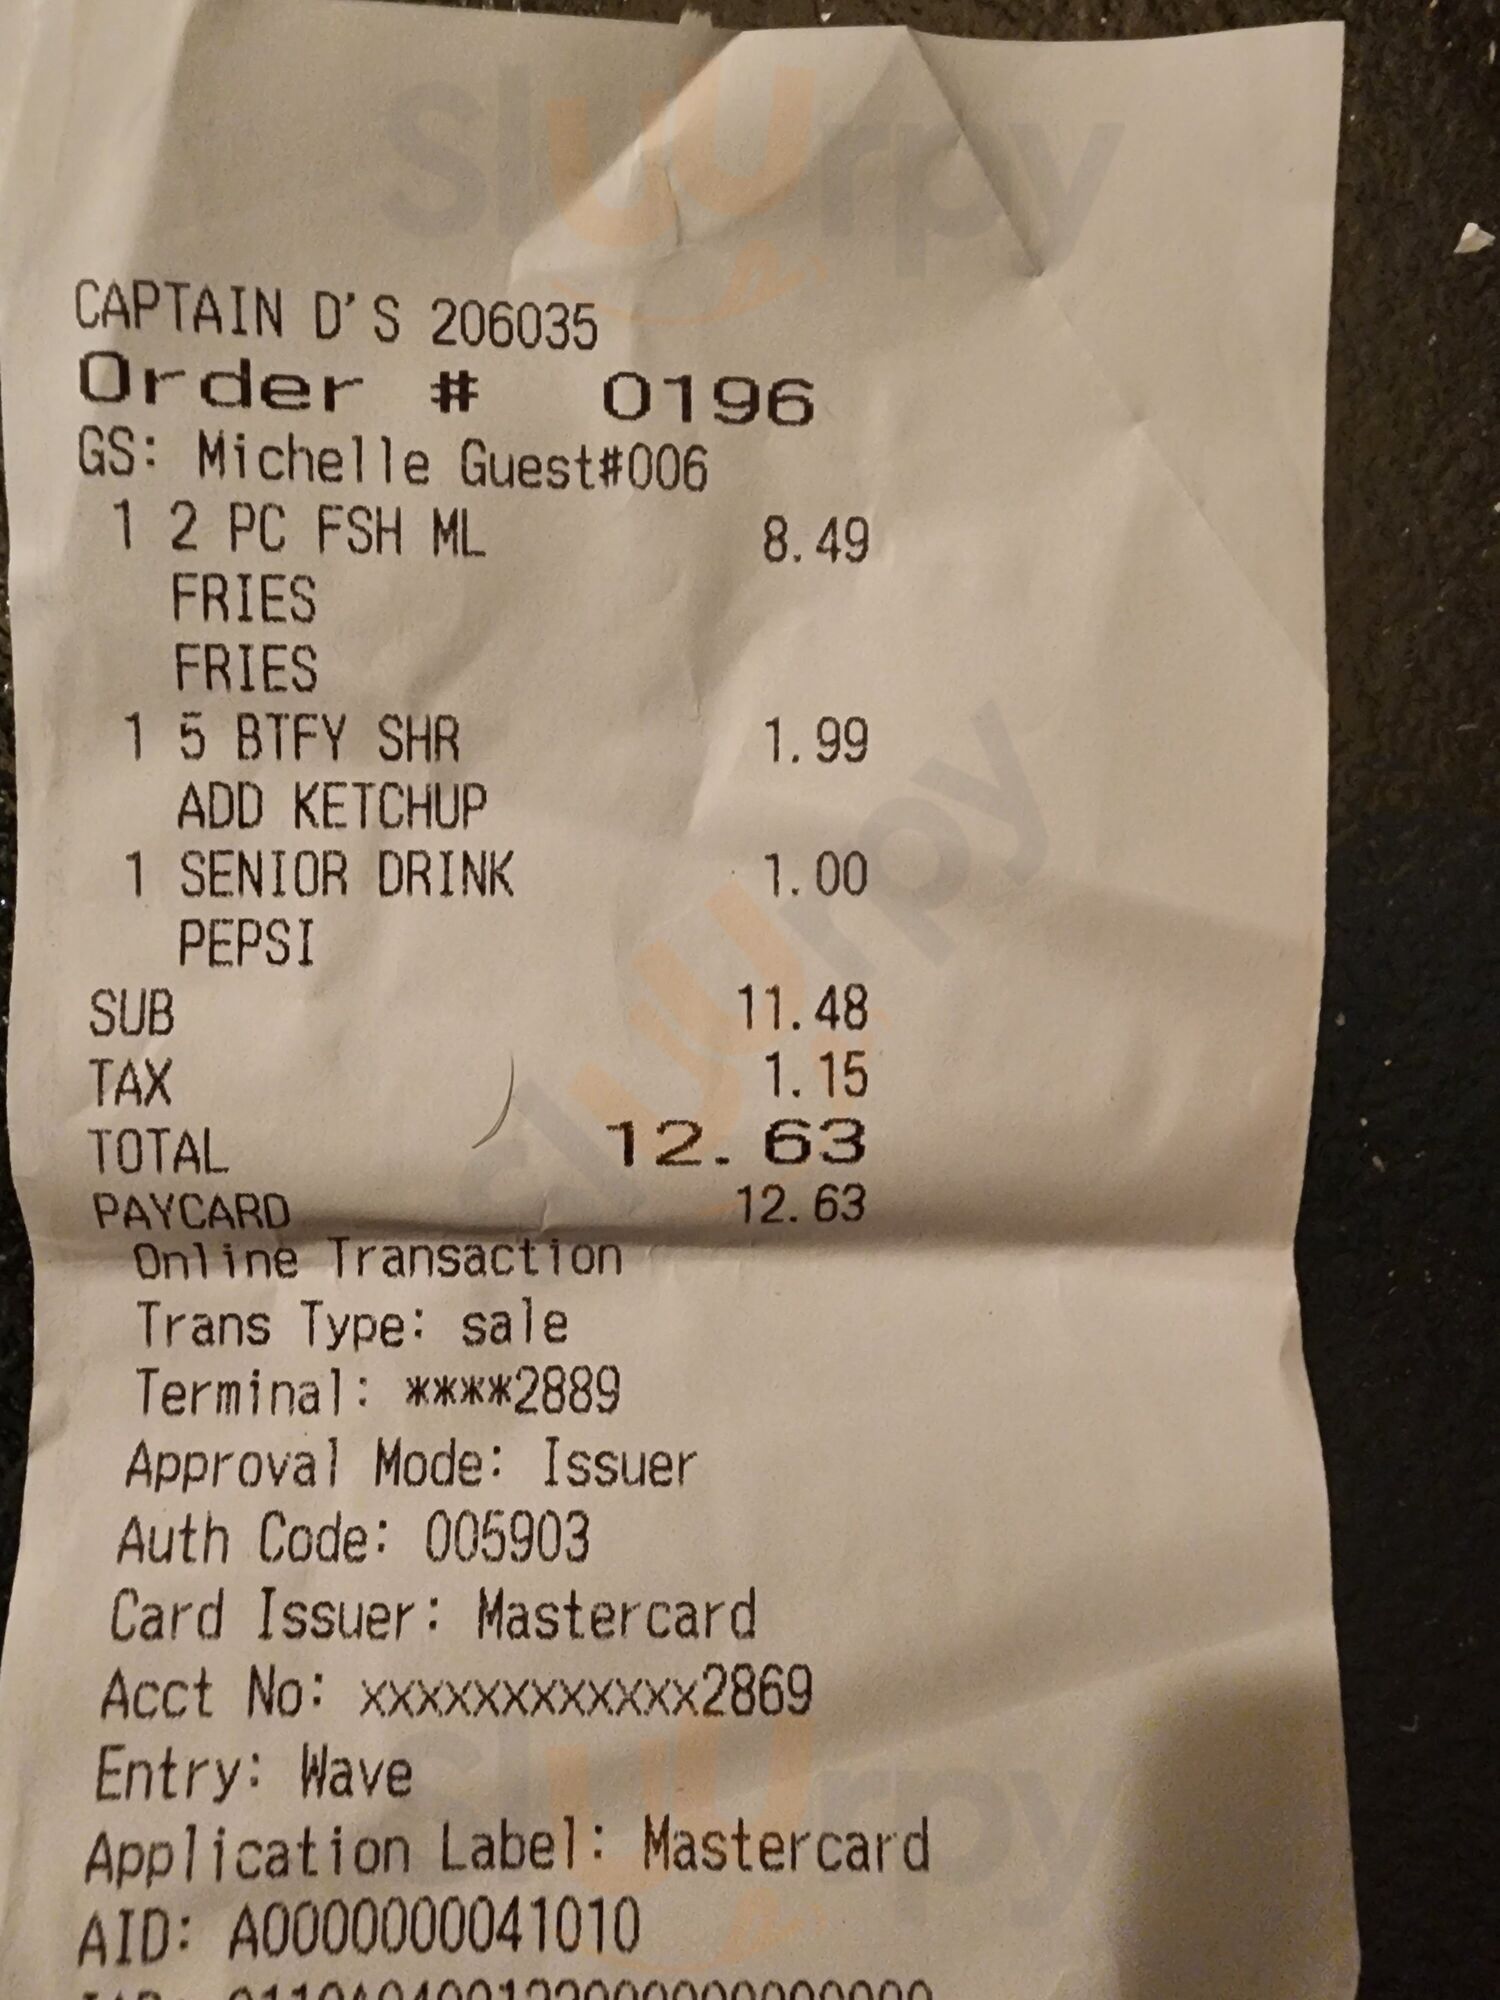 Sluurpy
CAPTAIN D'S 206035
Order # 0196
GS: Michelle Guest#006
1 2 PC FSH ML 8.49
FRIES
FRIES
1 5 BTFY SHR 1.99
ADD KETCHUP
1 SENIOR DRINK 1.00
PEPSI
SUB 11.48
TAX 1.15
TOTAL 12.63
PAYCARD 12.63
Online Transaction
Trans Type: sale
Terminal: ****2889
Approval Mode: Issuer
Auth Code: 005903
Card Issuer: Mastercard
Acct No: xxxxxxxxxxxx2869
Entry: Wave
Application Label: Mastercard
AID: A0000000041010
Sluurpy
Sluurpy